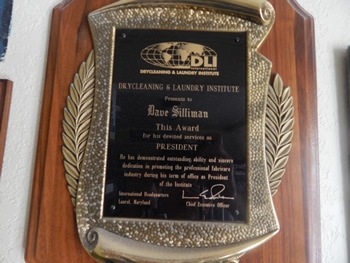 DLI
International
DRYCLEANING & LAUNDRY INSTITUTE
DRYCLEANING & LAUNDRY INSTITUTE
Presents to
Dave Silliman
This Award
for his devoted services as
PRESIDENT
He has demonstrated outstanding ability and sincere
dedication in promoting the professional fabricare
industry during his term of office as President
of the Institute
International Headquarters
Laurel, Maryland
Chief Executive Officer